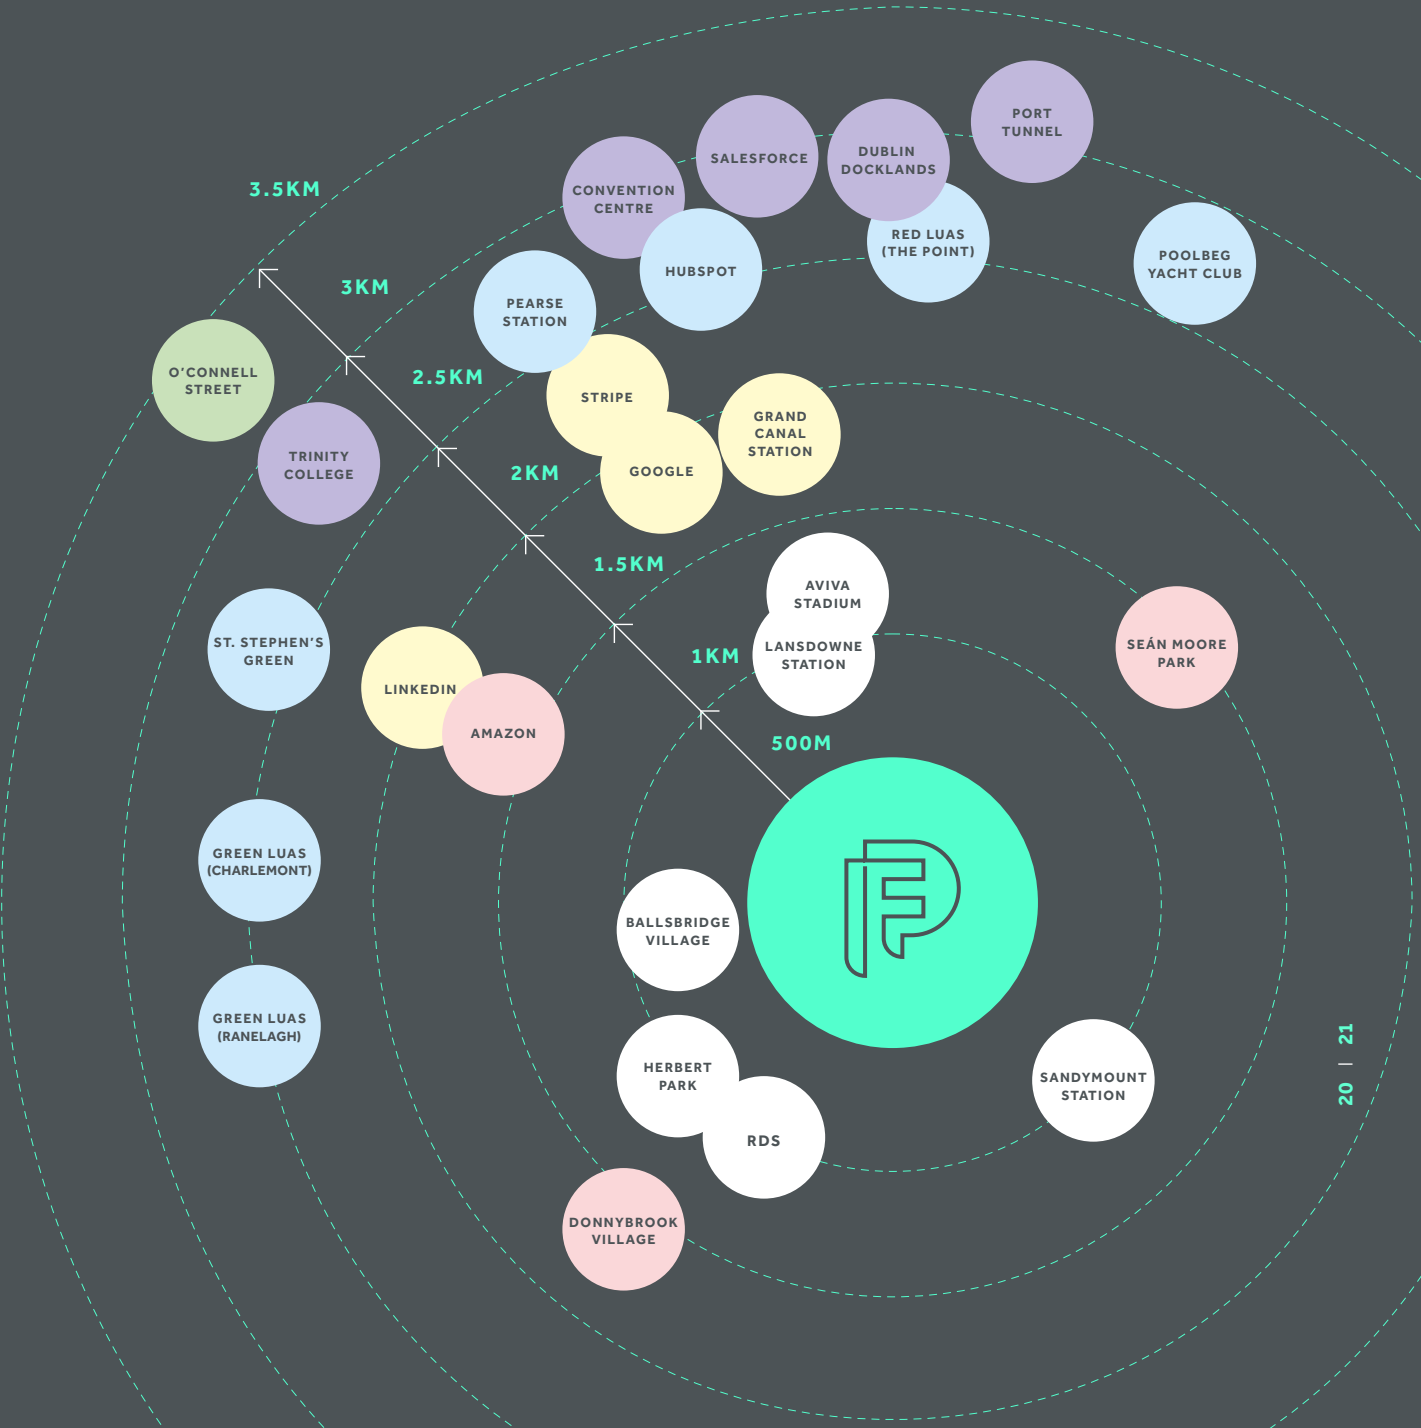 PORT
TUNNEL
SALESFORCE
DUBLIN
DOCKLANDS
3.5KM
CONVENTION
CENTRE
RED LUAS
(THE POINT)
POOLBEG
YACHT CLUB
HUBSPOT
3KM
PEARSE
STATION
O’CONNELL
STREET
2.5KM
STRIPE
GRAND
CANAL
STATION
TRINITY
COLLEGE
2KM
GOOGLE
1.5KM
AVIVA
STADIUM
ST. STEPHEN’S
GREEN
1KM
LANSDOWNE
STATION
SEÁN MOORE
PARK
LINKEDIN
AMAZON
500M
GREEN LUAS
(CHARLEMONT)
BALLSBRIDGE
VILLAGE
GREEN LUAS
(RANELAGH)
HERBERT
PARK
SANDYMOUNT
STATION
20 | 21
RDS
DONNYBROOK
VILLAGE